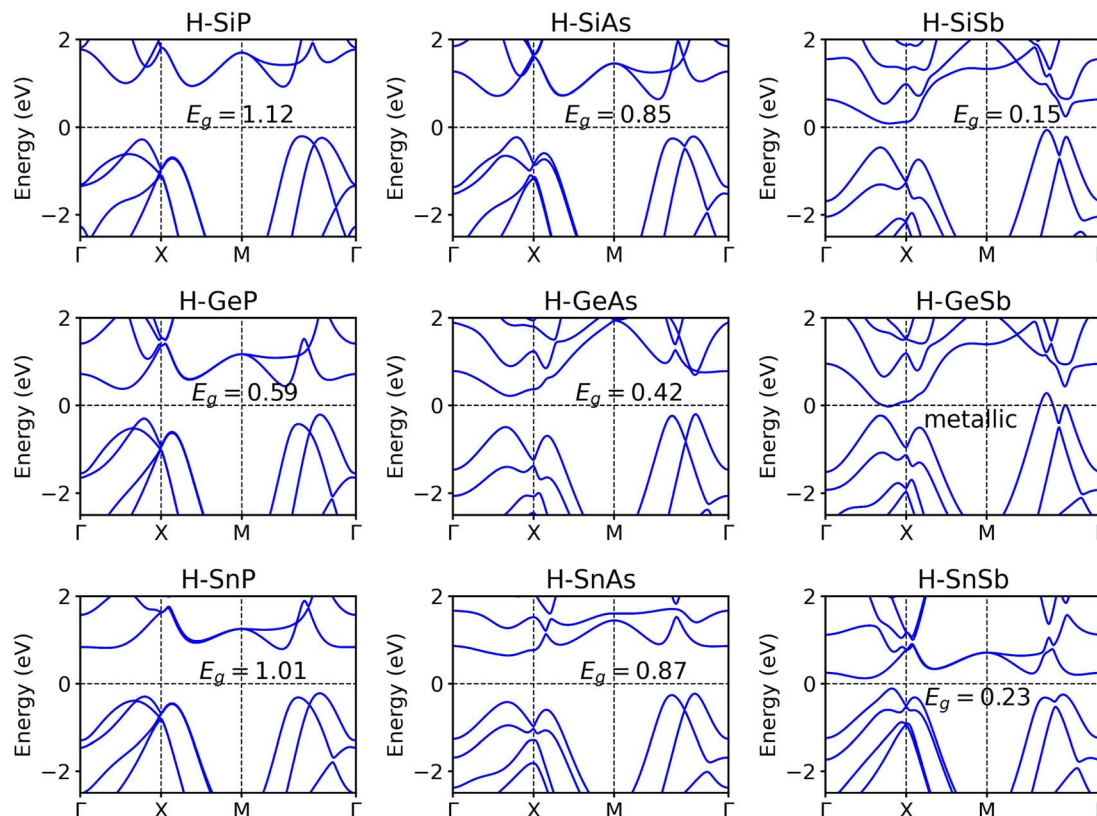 H-SiP
Energy (eV)
2
0
−2
E_g = 1.12
Γ X M Γ
H-SiAs
Energy (eV)
2
0
−2
E_g = 0.85
Γ X M Γ
H-SiSb
Energy (eV)
2
0
−2
E_g = 0.15
Γ X M
H-GeP
Energy (eV)
2
0
−2
E_g = 0.59
Γ X M Γ
H-GeAs
Energy (eV)
2
0
−2
E_g = 0.42
Γ X M Γ
H-GeSb
Energy (eV)
2
0
−2
metallic
Γ X M
H-SnP
Energy (eV)
2
0
−2
E_g = 1.01
Γ X M Γ
H-SnAs
Energy (eV)
2
0
−2
E_g = 0.87
Γ X M Γ
H-SnSb
Energy (eV)
2
0
−2
E_g = 0.23
Γ X M